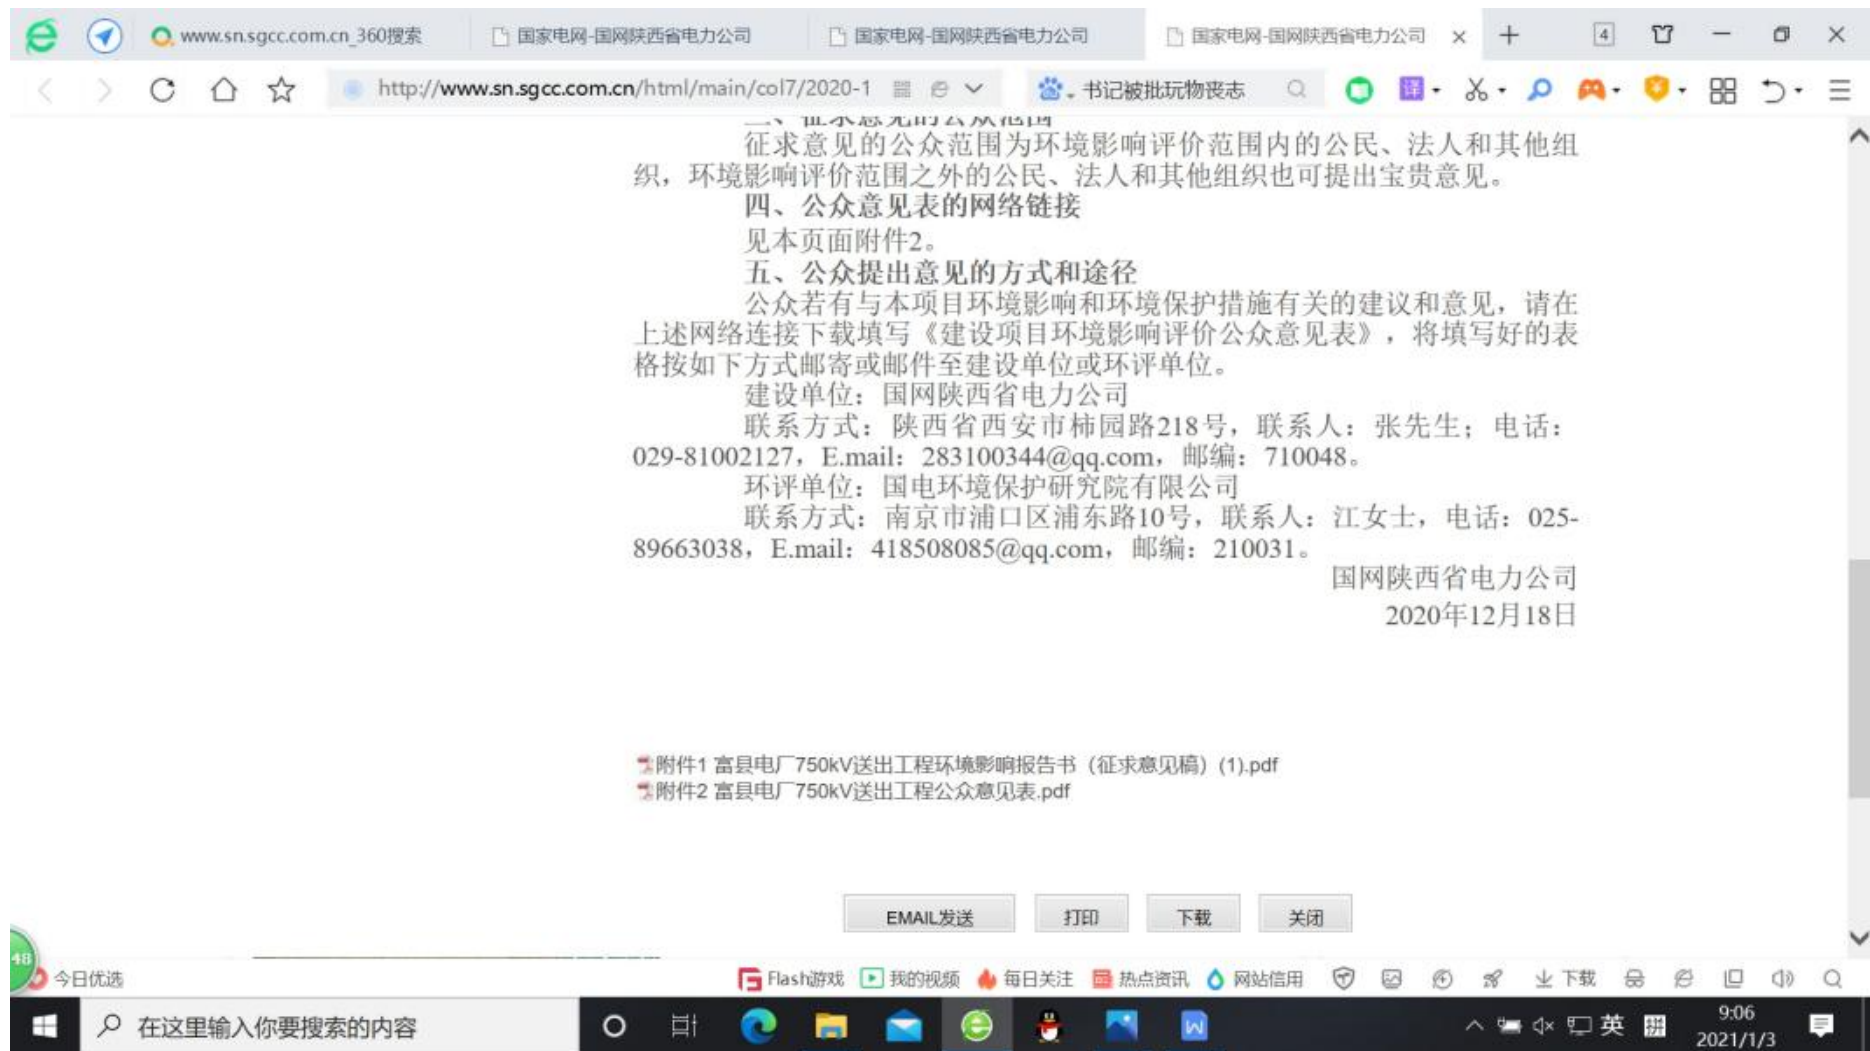 www.sn.sgcc.com.cn_360搜索
国家电网-国网陕西省电力公司
国家电网-国网陕西省电力公司
国家电网-国网陕西省电力公司
4
http://www.sn.sgcc.com.cn/html/main/col7/2020-1
书记被批玩物丧志
译
三、征求意见的公众范围
征求意见的公众范围为环境影响评价范围内的公民、法人和其他组
织，环境影响评价范围之外的公民、法人和其他组织也可提出宝贵意见。
四、公众意见表的网络链接
见本页面附件2。
五、公众提出意见的方式和途径
公众若有与本项目环境影响和环境保护措施有关的建议和意见，请在
上述网络连接下载填写《建设项目环境影响评价公众意见表》，将填写好的表
格按如下方式邮寄或邮件至建设单位或环评单位。
建设单位：国网陕西省电力公司
联系方式：陕西省西安市柿园路218号，联系人：张先生；电话：
029-81002127，E.mail：283100344@qq.com，邮编：710048。
环评单位：国电环境保护研究院有限公司
联系方式：南京市浦口区浦东路10号，联系人：江女士，电话：025-
89663038，E.mail：418508085@qq.com，邮编：210031。
国网陕西省电力公司
2020年12月18日
附件1 富县电厂750kV送出工程环境影响报告书（征求意见稿）(1).pdf
附件2 富县电厂750kV送出工程公众意见表.pdf
EMAIL发送
打印
下载
关闭
48
今日优选
Flash游戏
我的视频
每日关注
热点资讯
网站信用
下载
在这里输入你要搜索的内容
英
拼
9:06
2021/1/3